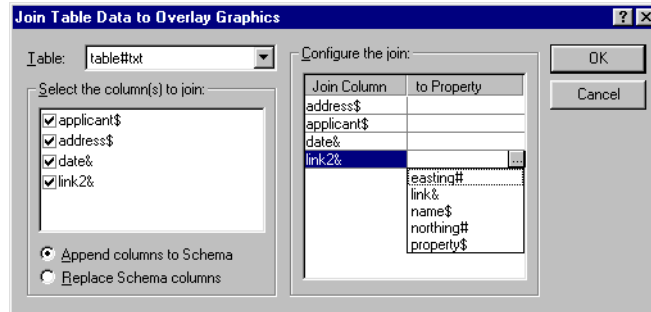 Join Table Data to Overlay Graphics
Table: table#txt
Select the column(s) to join:
applicant$
address$
date&
link2&
Append columns to Schema
Replace Schema columns
Configure the join:
Join Column to Property
address$
applicant$
date&
link2& ...
easting#
link&
name$
northing#
property$
OK
Cancel